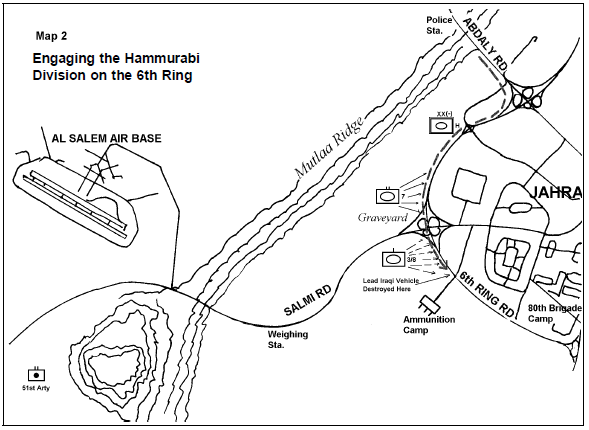 Map 2
Engaging the Hammurabi
Division on the 6th Ring
Police
Sta.
ABDALY RD
AL SALEM AIR BASE
XX(-)
H
Mutlaa Ridge
7
JAHRA
Graveyard
3/8
Lead Iraqi Vehicle
Destroyed Here
SALMI RD
6th RING RD
Ammunition
Camp
80th Brigade
Camp
Weighing
Sta.
51st Arty